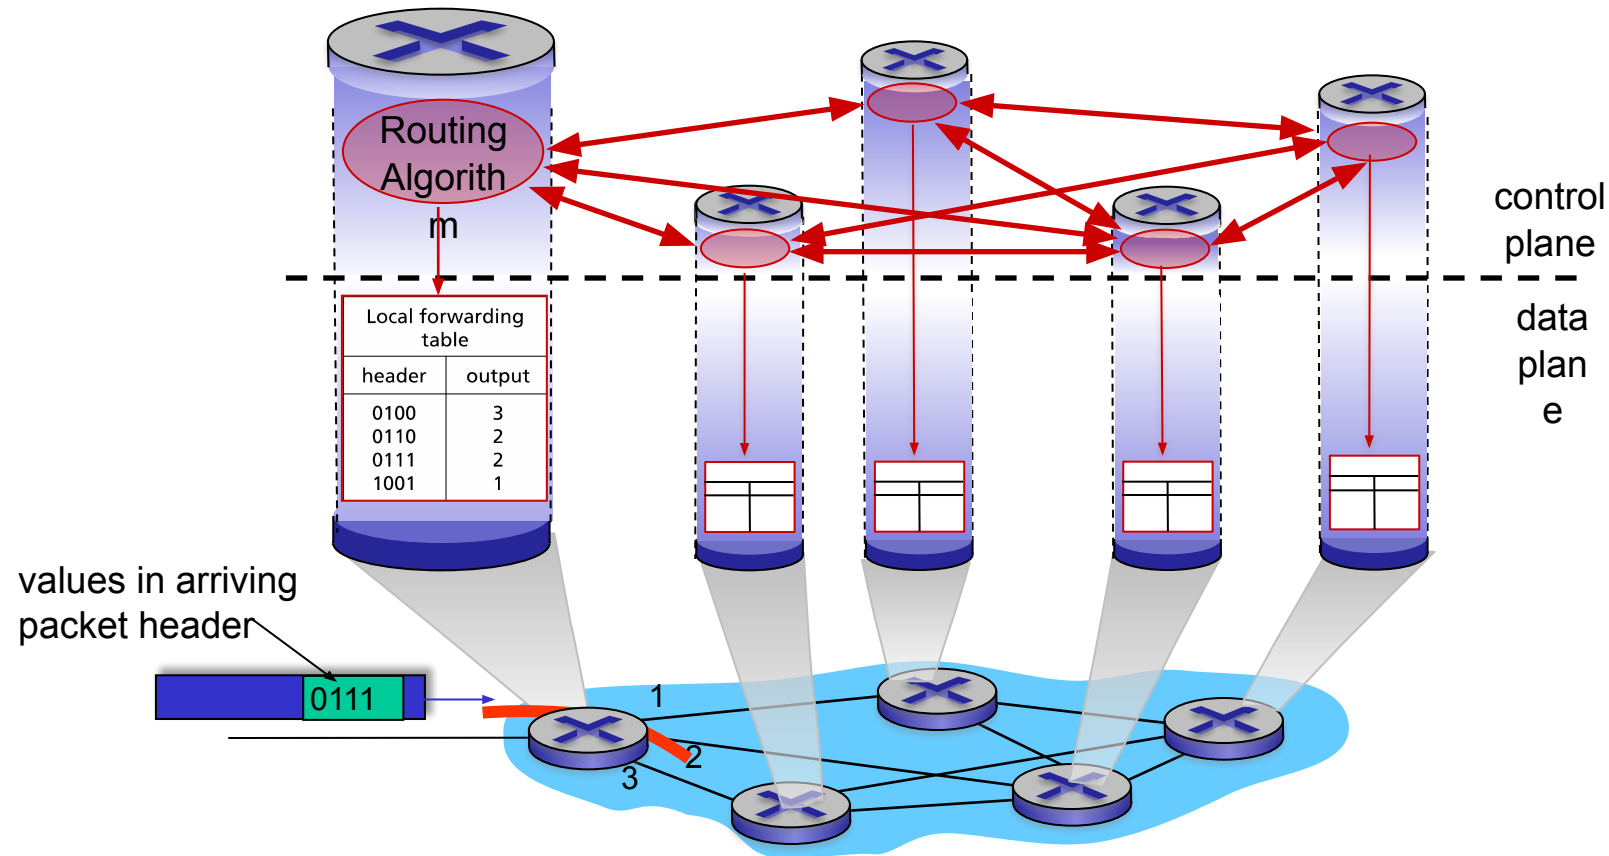 Routing
Algorith
m
control
plane
data
plan
e
Local forwarding
table
header output
0100 3
0110 2
0111 2
1001 1
values in arriving
packet header
0111
1
2
3